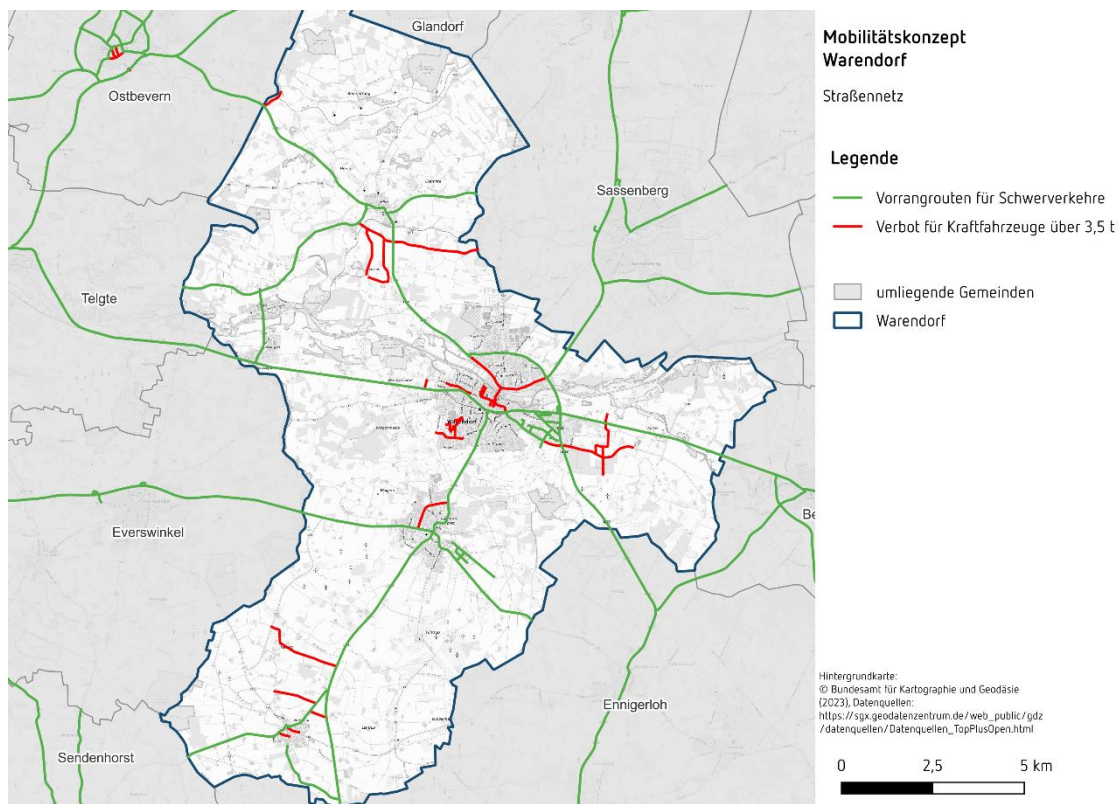 Glandorf
Ostbevern
Sassenberg
Telgte
Everswinkel
Be
Ennigerloh
Sendenhorst
Mobilitätskonzept
Warendorf
Straßennetz
Legende
Vorrangrouten für Schwerverkehre
Verbot für Kraftfahrzeuge über 3,5 t
umliegende Gemeinden
Warendorf
Hintergrundkarte:
© Bundesamt für Kartographie und Geodäsie
(2023), Datenquellen:
https://sgx.geodatenzentrum.de/web_public/gdz
/datenquellen/Datenquellen_TopPlusOpen.html
0 2,5 5 km